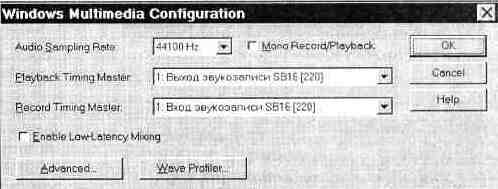 Windows Multimedia Configuration
Audio Sampling Rate: 44100 Hz Mono Record/Playback OK
Playback Timing Master: 1: Выход звукозаписи SB16 [220] Cancel
Record Timing Master: 1: Вход звукозаписи SB16 [220] Help
Enable Low-Latency Mixing
Advanced... Wave Profiler...